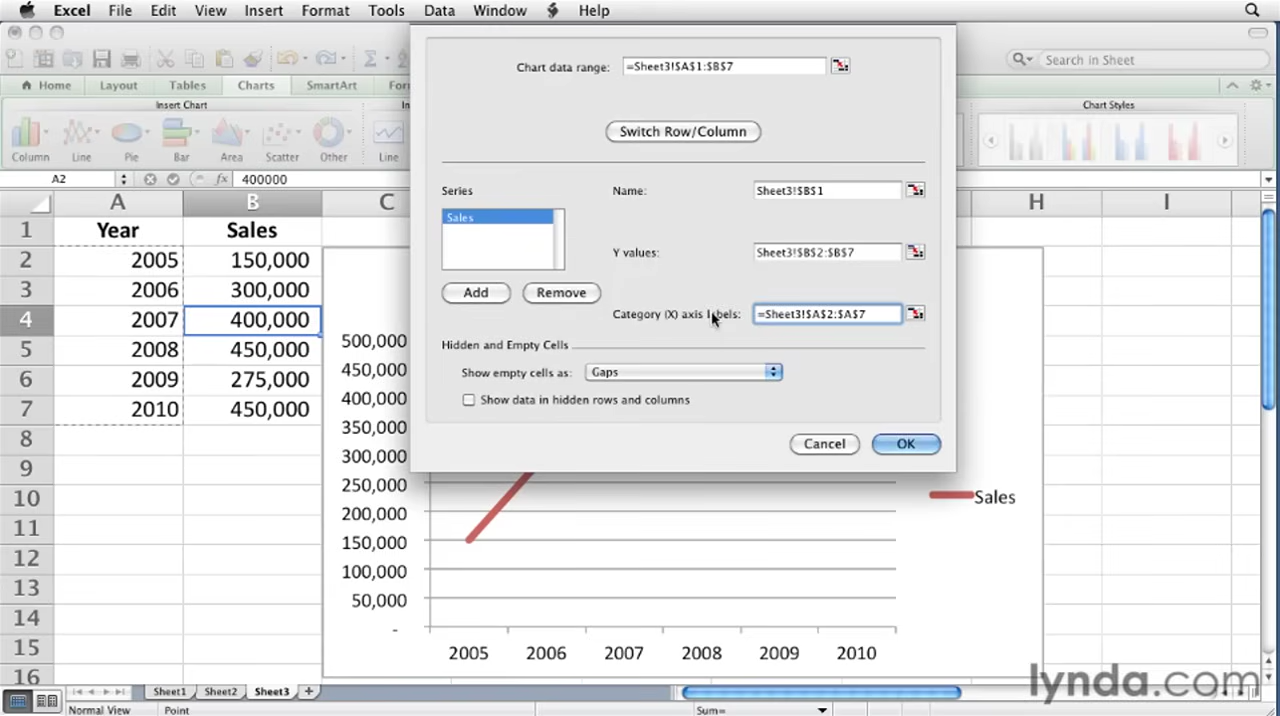 Excel File Edit View Insert Format Tools Data Window Help
Search in Sheet
Home Layout Tables Charts SmartArt
Insert Chart
Chart Styles
Column Line Pie Bar Area Scatter Other Line
A2 fx 400000
A B C H I
1 Year Sales
2 2005 150,000
3 2006 300,000
4 2007 400,000
5 2008 450,000
6 2009 275,000
7 2010 450,000
8
9
10
11
12
13
14
15
16
Chart data range: =Sheet3!$A$1:$B$7
Switch Row/Column
Series
Sales
Name: Sheet3!$B$1
Y values: Sheet3!$B$2:$B$7
Add Remove
Category (X) axis labels: =Sheet3!$A$2:$A$7
Hidden and Empty Cells
Show empty cells as: Gaps
Show data in hidden rows and columns
Cancel OK
500,000
450,000
400,000
350,000
300,000
250,000
200,000
150,000
100,000
50,000
-
2005 2006 2007 2008 2009 2010
Sales
Sheet1 Sheet2 Sheet3
Normal View Point Sum=
lynda.com